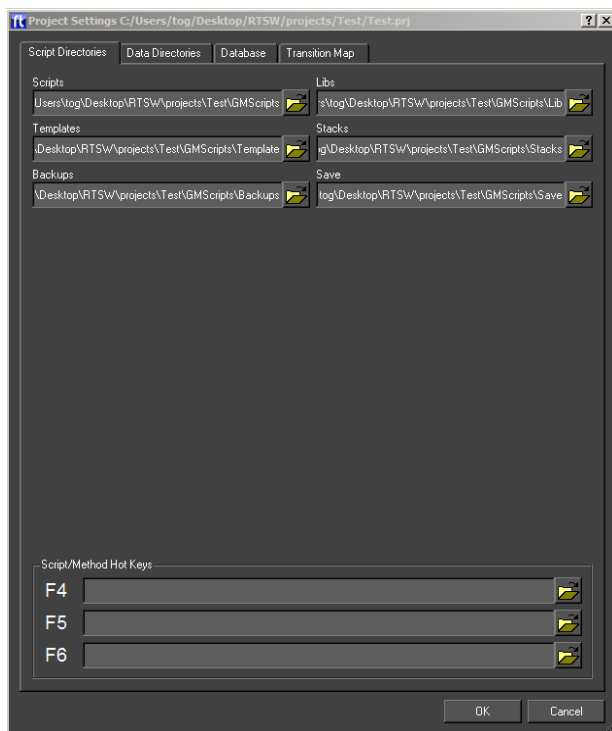 ft Project Settings C:/Users/tog/Desktop/RTSW/projects/Test/Test.prj ? ×
Script Directories Data Directories Database Transition Map
Scripts Libs
Users\tog\Desktop\RTSW\projects\Test\GMScripts s\tog\Desktop\RTSW\projects\Test\GMScripts\Lib
Templates Stacks
\Desktop\RTSW\projects\Test\GMScripts\Template g\Desktop\RTSW\projects\Test\GMScripts\Stacks
Backups Save
\Desktop\RTSW\projects\Test\GMScripts\Backups tog\Desktop\RTSW\projects\Test\GMScripts\Save
Script/Method Hot Keys
F4
F5
F6
OK Cancel